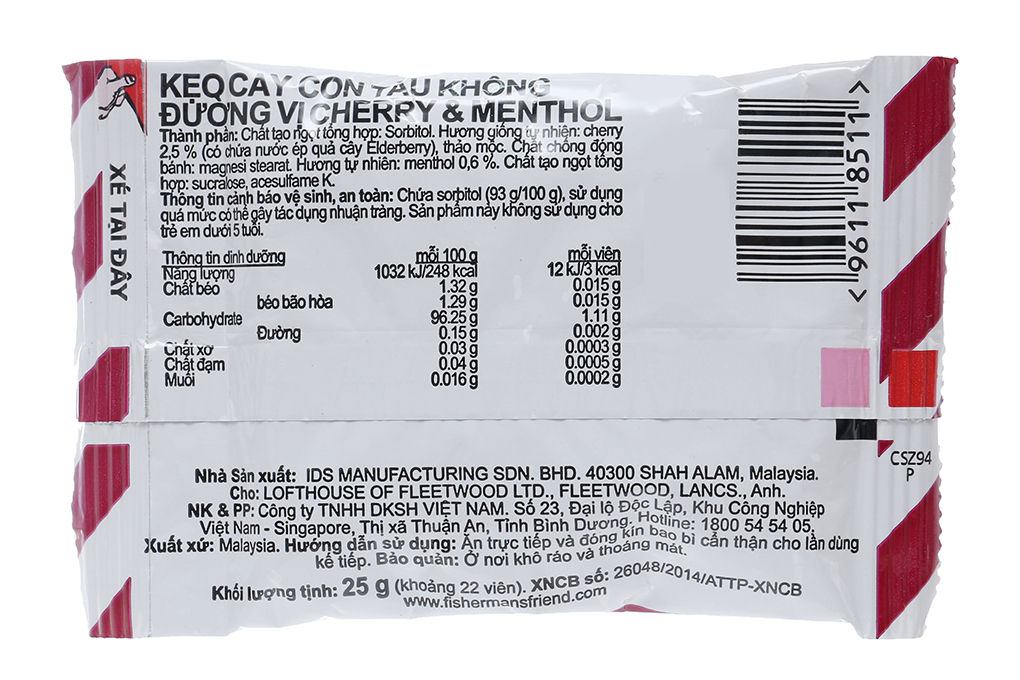 KẸO CAY CON TÀU KHÔNG
ĐƯỜNG VỊ CHERRY & MENTHOL
Thành phần: Chất tạo ngọt tổng hợp: Sorbitol. Hương giống tự nhiên: cherry
2,5 % (có chứa nước ép quả cây Elderberry), thảo mộc. Chất chống động
bánh: magnesi stearat. Hương tự nhiên: menthol 0,6 %. Chất tạo ngọt tổng
hợp: sucralose, acesulfame K.
Thông tin cảnh báo vệ sinh, an toàn: Chứa sorbitol (93 g/100 g), sử dụng
quá mức có thể gây tác dụng nhuận tràng. Sản phẩm này không sử dụng cho
trẻ em dưới 5 tuổi.
Thông tin dinh dưỡng mỗi 100 g mỗi viên
Năng lượng 1032 kJ/248 kcal 12 kJ/3 kcal
Chất béo 1.32 g 0.015 g
béo bão hòa 1.29 g 0.015 g
Carbohydrate 96.25 g 1.11 g
Đường 0.15 g 0.002 g
Chất xơ 0.03 g 0.0003 g
Chất đạm 0.04 g 0.0005 g
Muối 0.016 g 0.0002 g
XÉ TẠI ĐÂY
< 9611 8511 >
CSZ94
P
Nhà Sản xuất: IDS MANUFACTURING SDN. BHD. 40300 SHAH ALAM, Malaysia.
Cho: LOFTHOUSE OF FLEETWOOD LTD., FLEETWOOD, LANCS., Anh.
NK & PP: Công ty TNHH DKSH VIỆT NAM. Số 23, Đại lộ Độc Lập, Khu Công Nghiệp
Việt Nam - Singapore, Thị xã Thuận An, Tỉnh Bình Dương. Hotline: 1800 54 54 05.
Xuất xứ: Malaysia. Hướng dẫn sử dụng: Ăn trực tiếp và đóng kín bao bì cẩn thận cho lần dùng
kế tiếp. Bảo quản: Ở nơi khô ráo và thoáng mát.
Khối lượng tịnh: 25 g (khoảng 22 viên). XNCB số: 26048/2014/ATTP-XNCB
www.fishermansfriend.com